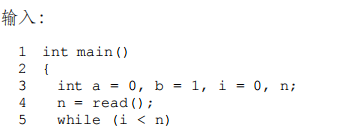 输入:
1 int main()
2 {
3   int a = 0, b = 1, i = 0, n;
4   n = read();
5   while (i < n)